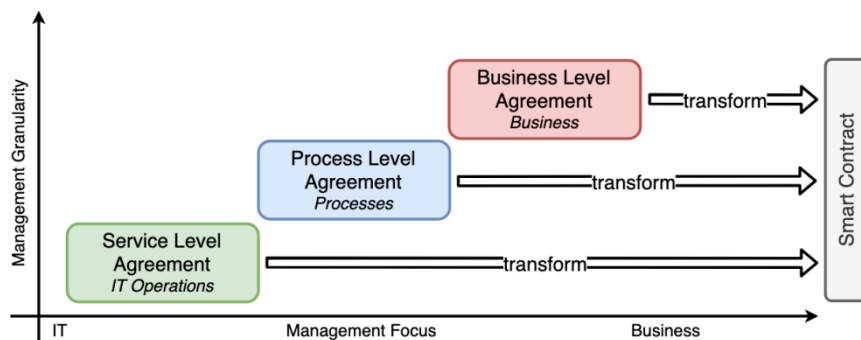 Management Granularity
Business Level
Agreement
Business
transform
Process Level
Agreement
Processes
transform
Service Level
Agreement
IT Operations
transform
Smart Contract
IT
Management Focus
Business